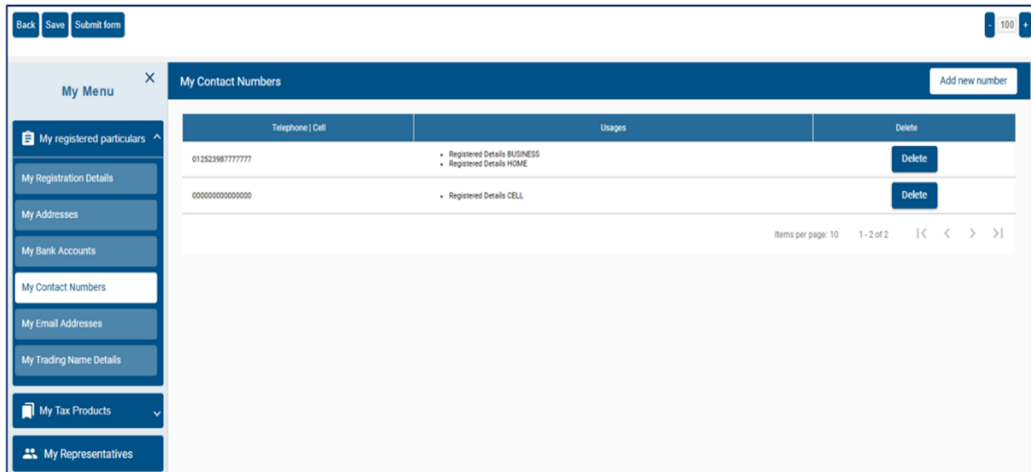 Back Save Submit form - 100 +
My Menu ×
My registered particulars
My Registration Details
My Addresses
My Bank Accounts
My Contact Numbers
My Email Addresses
My Trading Name Details
My Tax Products
My Representatives
My Contact Numbers Add new number
Telephone | Cell Usages Delete
012523987777777 • Registered Details BUSINESS Delete
• Registered Details HOME
000000000000000 • Registered Details CELL Delete
Items per page: 10 1 - 2 of 2